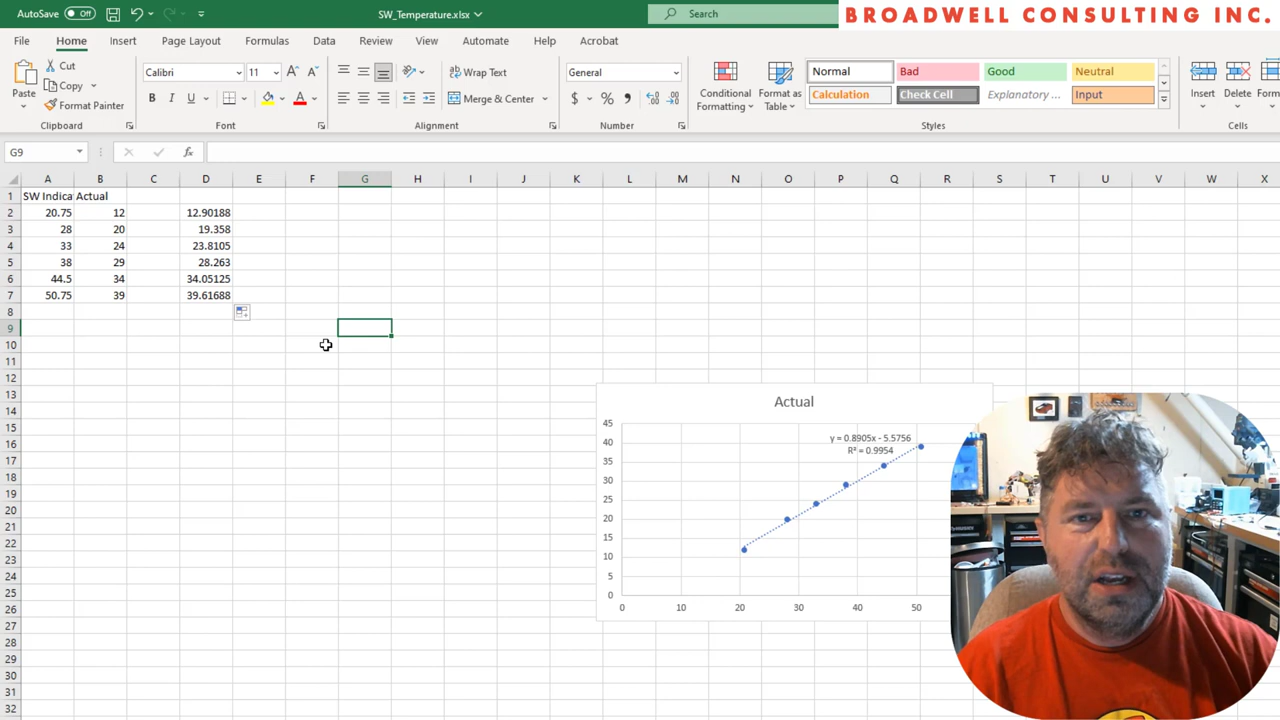 AutoSave Off
SW_Temperature.xlsx
Search
BROADWELL CONSULTING INC.
File Home Insert Page Layout Formulas Data Review View Automate Help Acrobat
Paste
Cut
Copy
Format Painter
Clipboard
Calibri 11
B I U
Font
Wrap Text
Merge & Center
Alignment
General
$ % 9
Number
Conditional Formatting
Format as Table
Normal Bad Good Neutral
Calculation Check Cell Explanatory ... Input
Styles
Insert Delete Form
Cells
G9
fx
A B C D E F G H I J K L M N O P Q R S T U V W X
1 SW Indica Actual
2 20.75 12 12.90188
3 28 20 19.358
4 33 24 23.8105
5 38 29 28.263
6 44.5 34 34.05125
7 50.75 39 39.61688
8
9
10
11
12
13
14
15
16
17
18
19
20
21
22
23
24
25
26
27
28
29
30
31
32
Actual
45
40
35
30
25
20
15
10
5
0
y = 0.8905x - 5.5756
R² = 0.9954
0 10 20 30 40 50